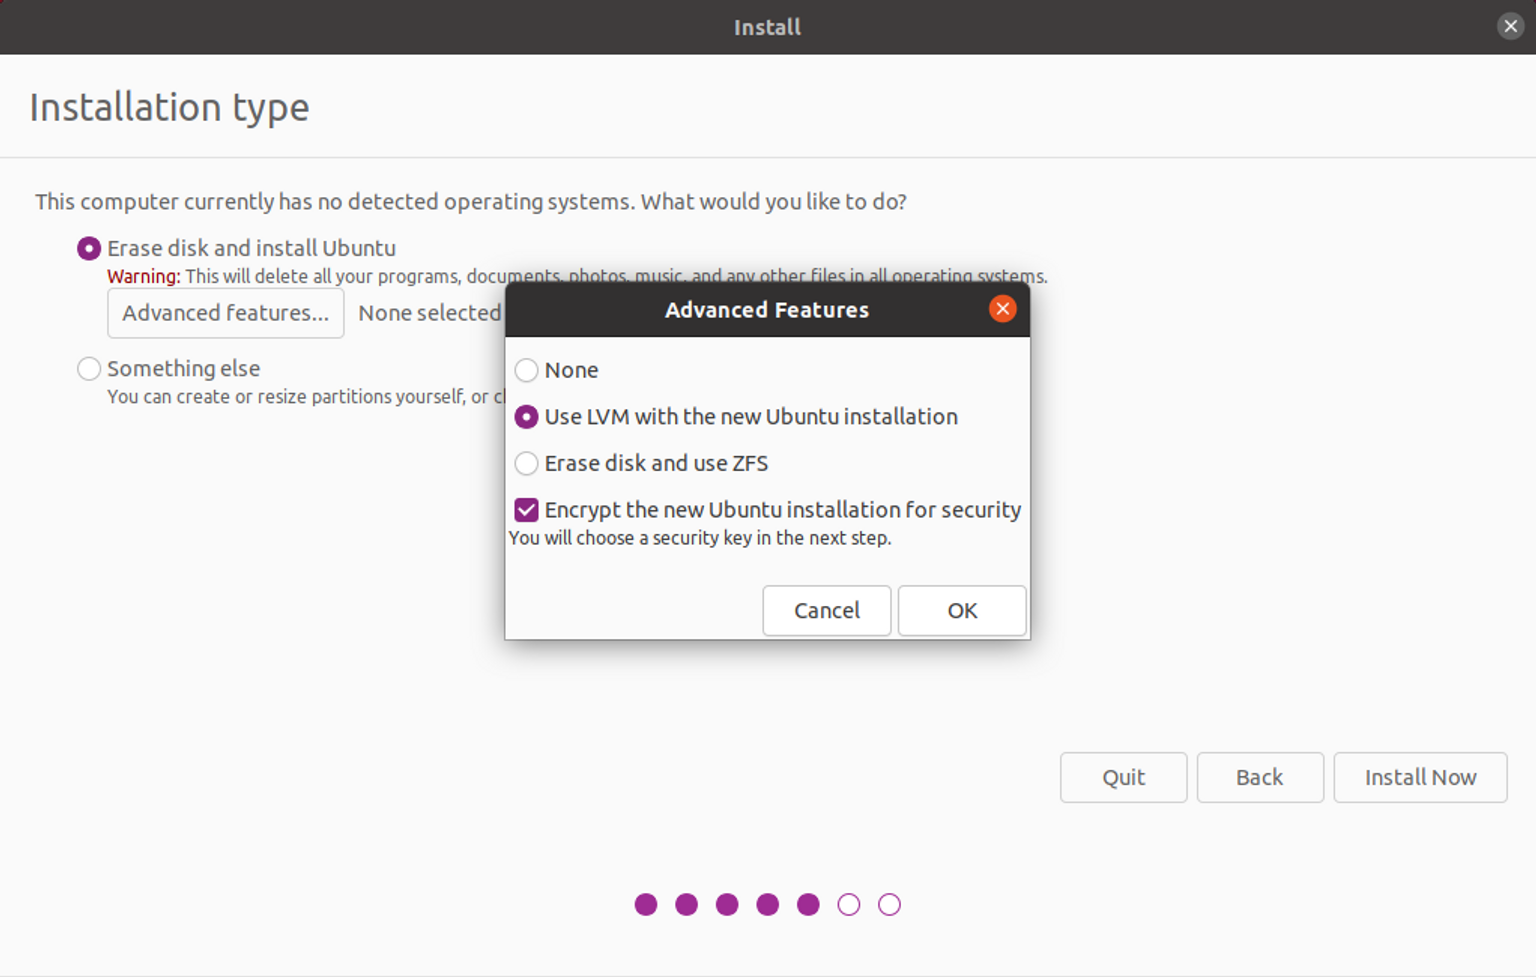 Install
Installation type
This computer currently has no detected operating systems. What would you like to do?
Erase disk and install Ubuntu
Warning: This will delete all your programs, documents, photos, music, and any other files in all operating systems.
Advanced features... None selected
Something else
You can create or resize partitions yourself, or
Advanced Features
None
Use LVM with the new Ubuntu installation
Erase disk and use ZFS
Encrypt the new Ubuntu installation for security
You will choose a security key in the next step.
Cancel OK
Quit Back Install Now